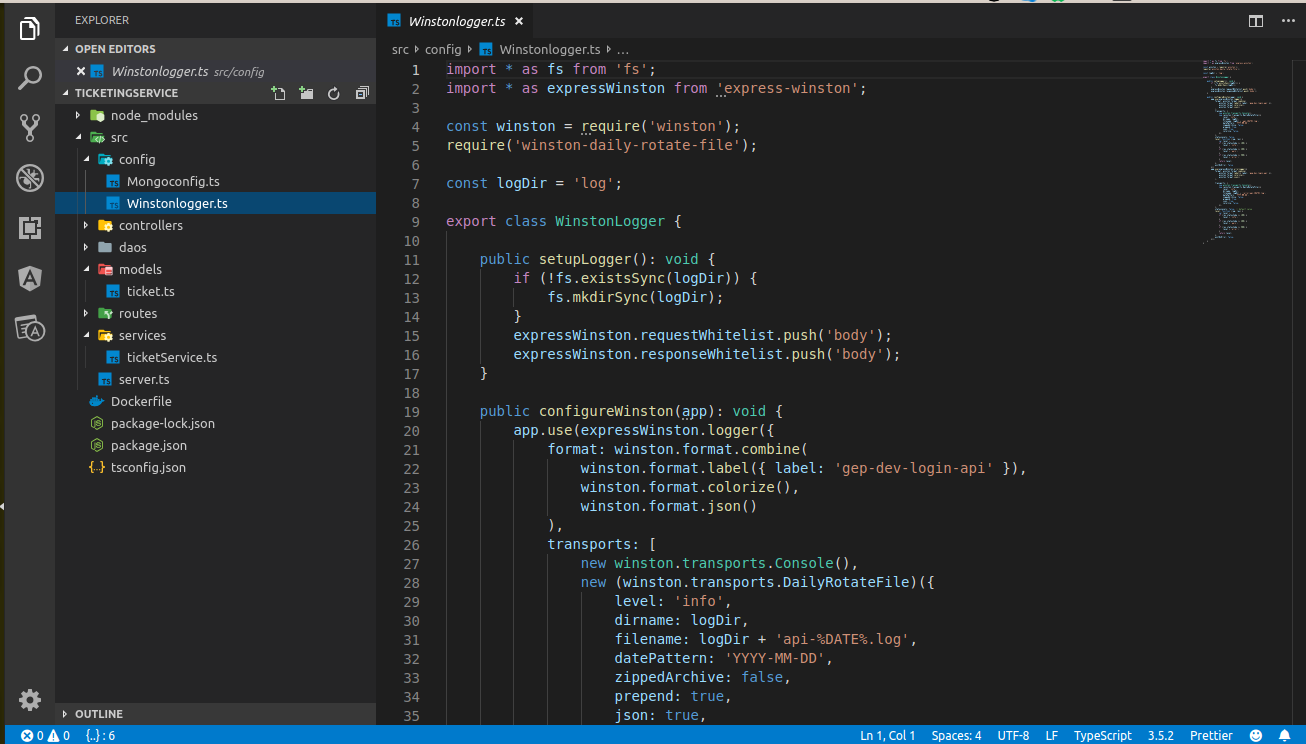 EXPLORER
OPEN EDITORS
Winstonlogger.ts src/config
TICKETINGSERVICE
node_modules
src
config
Mongoconfig.ts
Winstonlogger.ts
controllers
daos
models
ticket.ts
routes
services
ticketService.ts
server.ts
Dockerfile
package-lock.json
package.json
tsconfig.json
OUTLINE
Winstonlogger.ts
src config Winstonlogger.ts ...
1 import * as fs from 'fs';
2 import * as expressWinston from 'express-winston';
3
4 const winston = require('winston');
5 require('winston-daily-rotate-file');
6
7 const logDir = 'log';
8
9 export class WinstonLogger {
10
11 public setupLogger(): void {
12 if (!fs.existsSync(logDir)) {
13 fs.mkdirSync(logDir);
14 }
15 expressWinston.requestWhitelist.push('body');
16 expressWinston.responseWhitelist.push('body');
17 }
18
19 public configureWinston(app): void {
20 app.use(expressWinston.logger({
21 format: winston.format.combine(
22 winston.format.label({ label: 'gep-dev-login-api' }),
23 winston.format.colorize(),
24 winston.format.json()
25 ),
26 transports: [
27 new winston.transports.Console(),
28 new (winston.transports.DailyRotateFile)({
29 level: 'info',
30 dirname: logDir,
31 filename: logDir + 'api-%DATE%.log',
32 datePattern: 'YYYY-MM-DD',
33 zippedArchive: false,
34 prepend: true,
35 json: true,
0 0 {..} : 6 Ln 1, Col 1 Spaces: 4 UTF-8 LF TypeScript 3.5.2 Prettier